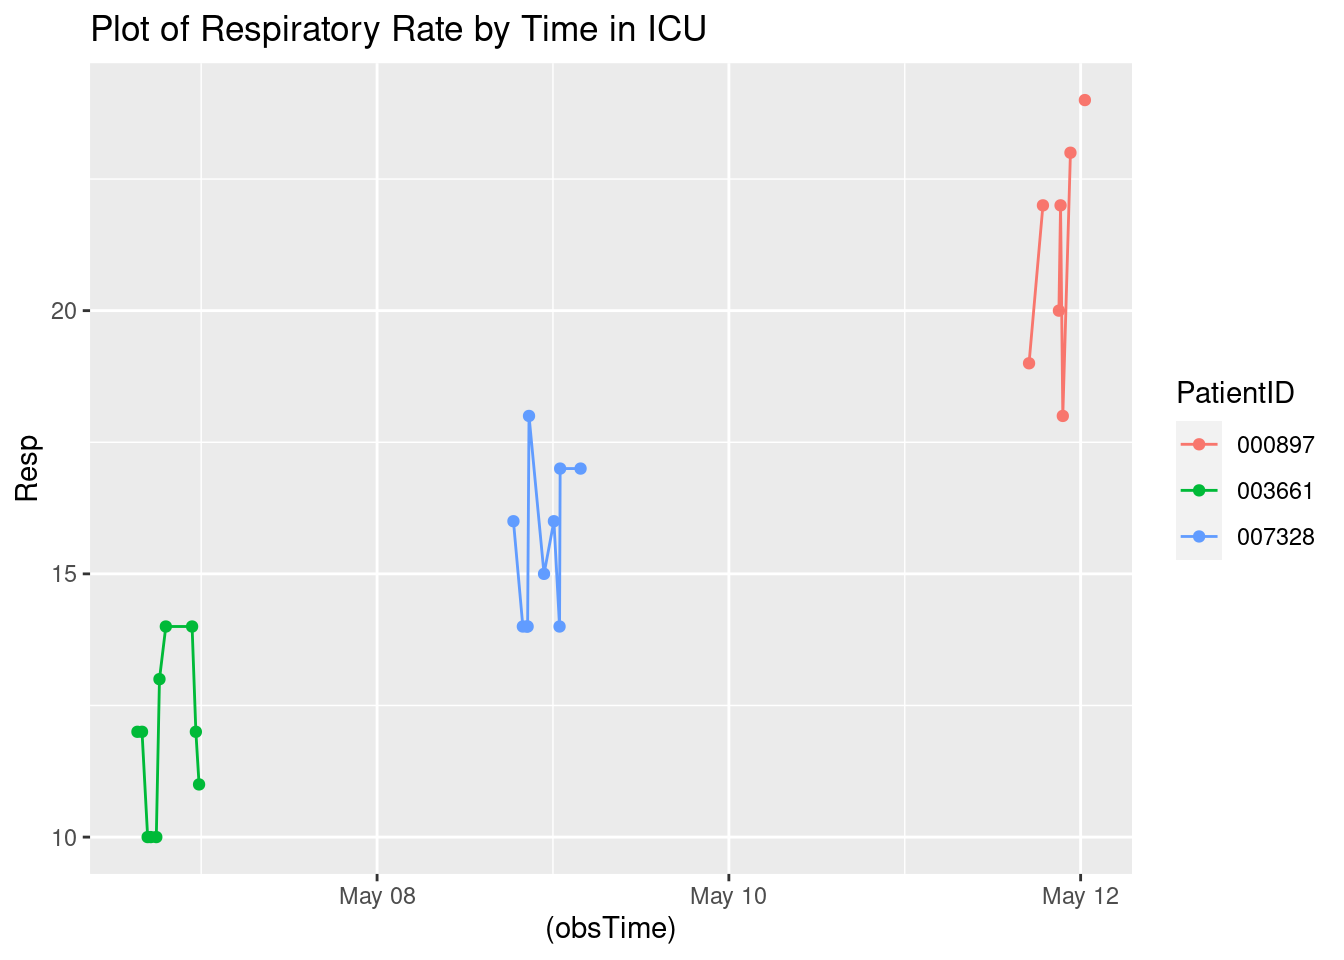 Plot of Respiratory Rate by Time in ICU
Resp
20
15
10
May 08
May 10
May 12
(obsTime)
PatientID
000897
003661
007328